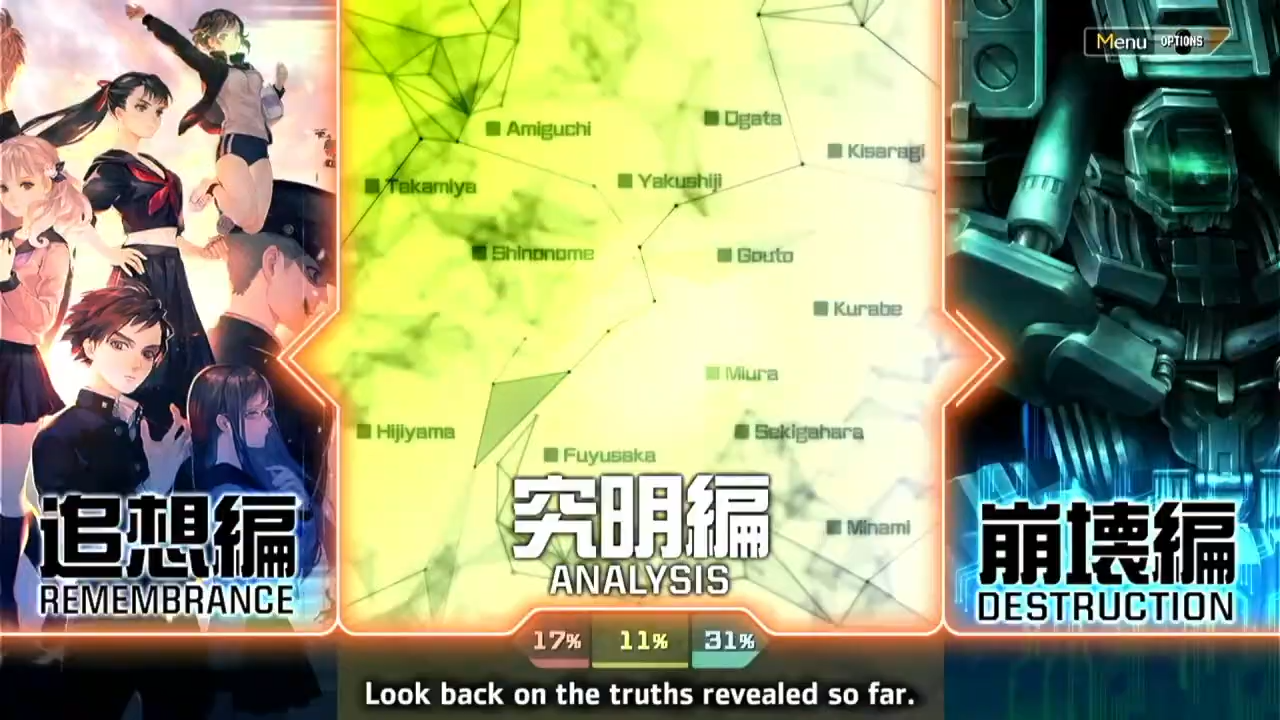 Menu OPTIONS
Amiguchi
Ogata
Kisaragi
Takamiya
Yakushiji
Shinonome
Gouto
Kurabe
Miura
Hijiyama
Sekigahara
Fuyusaka
Minami
追想編
REMEMBRANCE
究明編
ANALYSIS
崩壊編
DESTRUCTION
17% 11% 31%
Look back on the truths revealed so far.